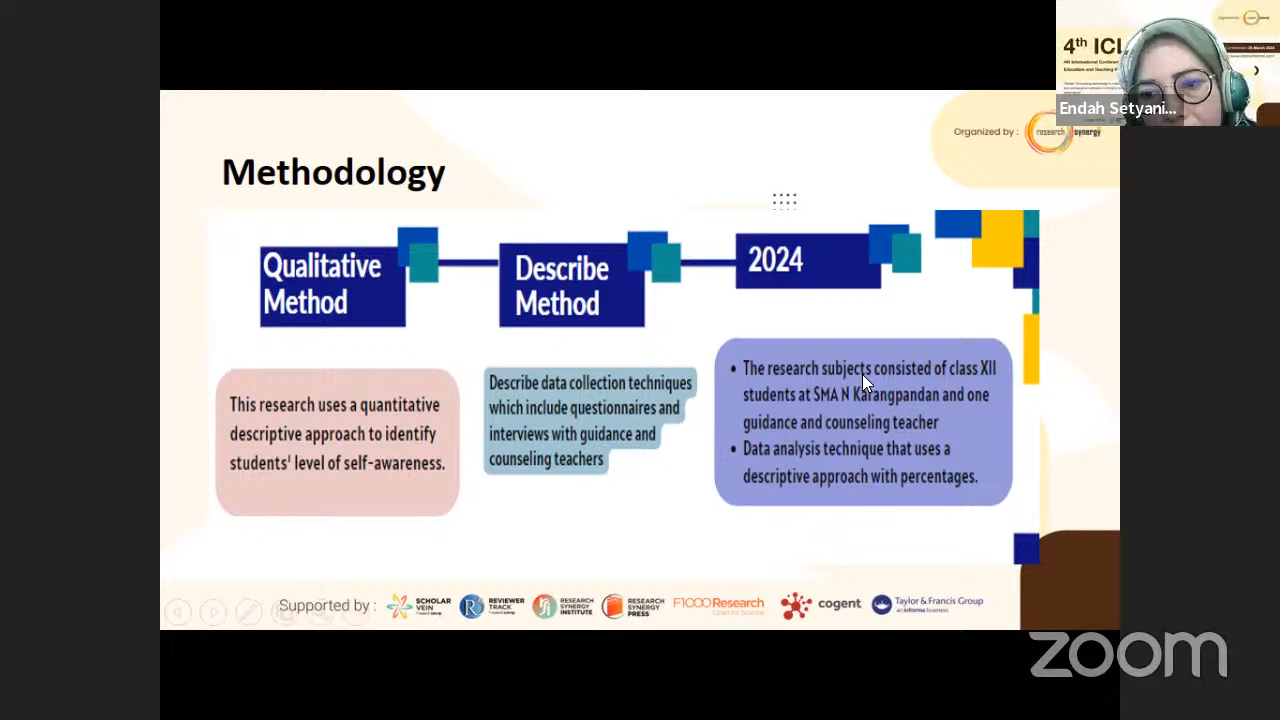 4th ICL
Endah Setyani...
Organized by :
research synergy
Methodology
Qualitative
Method
Describe
Method
2024
This research uses a quantitative
descriptive approach to identify
students' level of self-awareness.
Describe data collection techniques
which include questionnaires and
interviews with guidance and
counseling teachers
• The research subjects consisted of class XII
students at SMA N Karangpandan and one
guidance and counseling teacher
• Data analysis technique that uses a
descriptive approach with percentages.
Supported by :
SCHOLAR
VEIN
REVIEWER
TRACK
RESEARCH
SYNERGY
INSTITUTE
RESEARCH
SYNERGY
PRESS
F1000Research
Open for Science
cogent
Taylor & Francis Group
an informa business
zoom